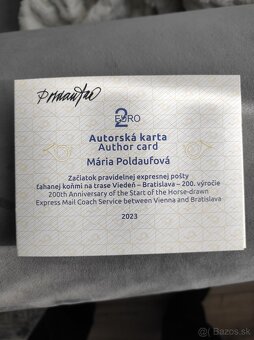 Poldaufová
2
EURO
Autorská karta
Author card
Mária Poldaufová
Začiatok pravidelnej expresnej pošty
ťahanej koňmi na trase Viedeň – Bratislava – 200. výročie
200th Anniversary of the Start of the Horse-drawn
Express Mail Coach Service between Vienna and Bratislava
2023
Bazos.sk